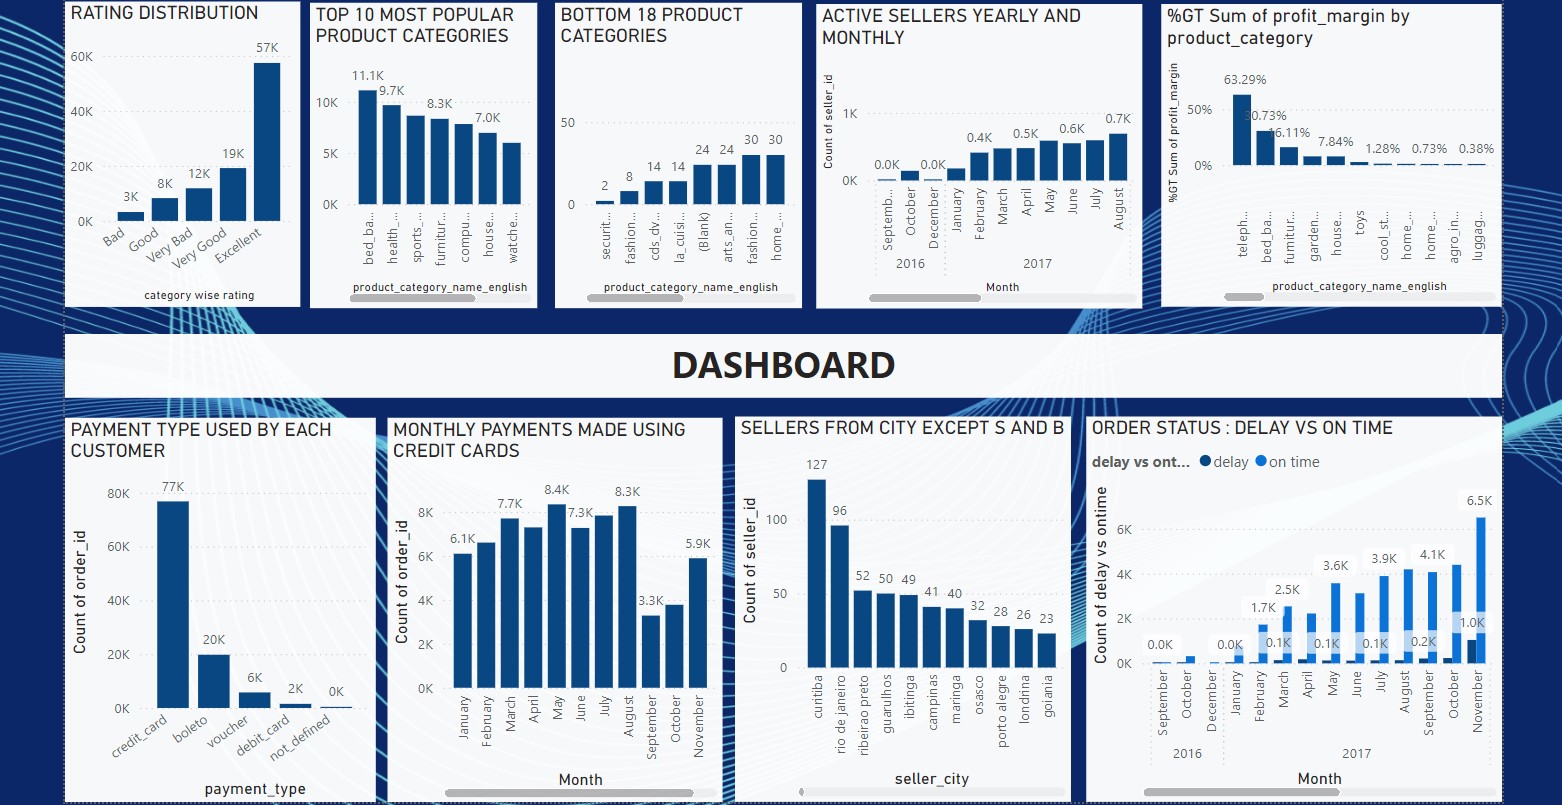 RATING DISTRIBUTION
60K
40K
20K
0K
3K
8K
12K
19K
57K
Bad
Good
Very Bad
Very Good
Excellent
category wise rating
TOP 10 MOST POPULAR
PRODUCT CATEGORIES
10K
5K
0K
11.1K
9.7K
8.3K
7.0K
bed_ba...
health_...
sports_...
furnitur...
compu...
house...
watche...
product_category_name_english
BOTTOM 18 PRODUCT
CATEGORIES
50
0
2
8
14
14
24
24
30
30
securit...
fashion...
cds_dv...
la_cuisi...
(Blank)
arts_an...
fashion...
home_...
product_category_name_english
ACTIVE SELLERS YEARLY AND
MONTHLY
Count of seller_id
1K
0K
0.0K
0.0K
0.4K
0.5K
0.6K
0.7K
Septemb...
October
December
January
February
March
April
May
June
July
August
2016
2017
Month
%GT Sum of profit_margin by
product_category
%GT Sum of profit_margin
50%
0%
63.29%
30.73%
16.11%
7.84%
1.28%
0.73%
0.38%
teleph...
bed_ba...
furnitur...
garden...
house...
toys
cool_st...
home_...
home_...
agro_in...
luggag...
product_category_name_english
DASHBOARD
PAYMENT TYPE USED BY EACH
CUSTOMER
Count of order_id
80K
60K
40K
20K
0K
77K
20K
6K
2K
0K
credit_card
boleto
voucher
debit_card
not_defined
payment_type
MONTHLY PAYMENTS MADE USING
CREDIT CARDS
Count of order_id
8K
6K
4K
2K
0K
6.1K
7.7K
8.4K
7.3K
8.3K
3.3K
5.9K
January
February
March
April
May
June
July
August
September
October
November
Month
SELLERS FROM CITY EXCEPT S AND B
Count of seller_id
100
50
0
127
96
52
50
49
41
40
32
28
26
23
curitiba
rio de janeiro
ribeirao preto
guarulhos
ibitinga
campinas
maringa
osasco
porto alegre
londrina
goiania
seller_city
ORDER STATUS : DELAY VS ON TIME
delay vs ont... delay on time
Count of delay vs ontime
6K
4K
2K
0K
0.0K
0.0K
1.7K
0.1K
2.5K
0.1K
3.6K
0.1K
3.9K
0.2K
4.1K
1.0K
6.5K
September
October
December
January
February
March
April
May
June
July
August
September
October
November
2016
2017
Month